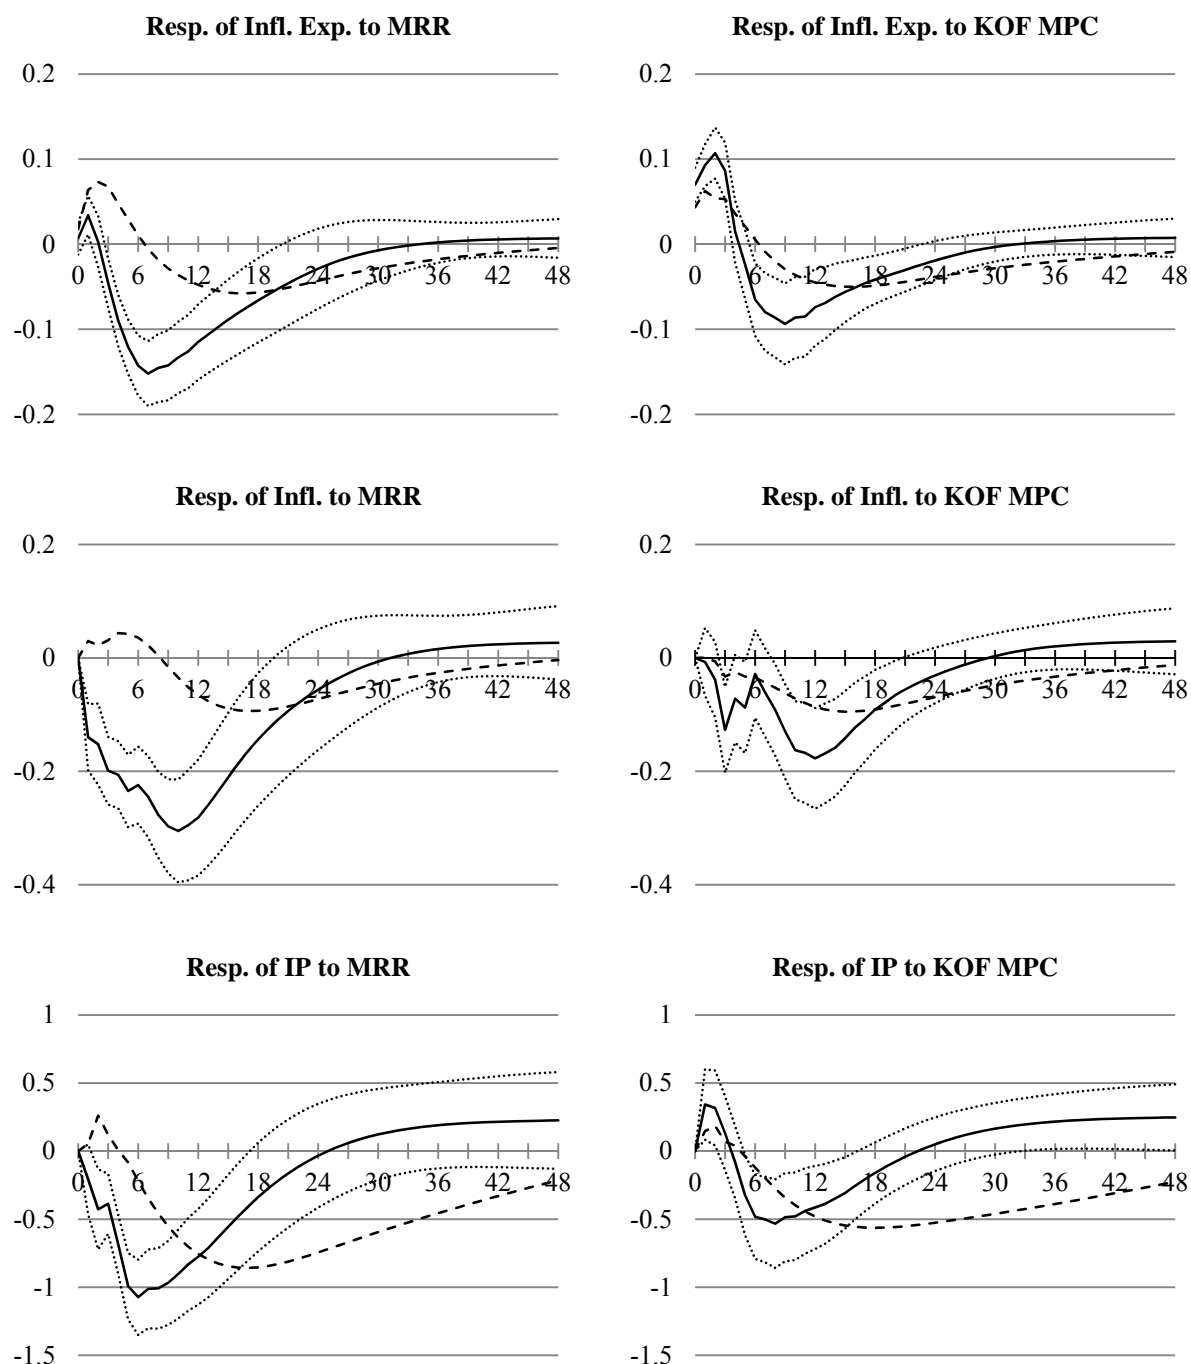 Resp. of Infl. Exp. to MRR
0.2
0.1
0
-0.1
-0.2
0 6 12 18 24 30 36 42 48
Resp. of Infl. Exp. to KOF MPC
0.2
0.1
0
-0.1
-0.2
0 6 12 18 24 30 36 42 48
Resp. of Infl. to MRR
0.2
0
-0.2
-0.4
0 6 12 18 24 30 36 42 48
Resp. of Infl. to KOF MPC
0.2
0
-0.2
-0.4
0 6 12 18 24 30 36 42 48
Resp. of IP to MRR
1
0.5
0
-0.5
-1
-1.5
0 6 12 18 24 30 36 42 48
Resp. of IP to KOF MPC
1
0.5
0
-0.5
-1
-1.5
0 6 12 18 24 30 36 42 48